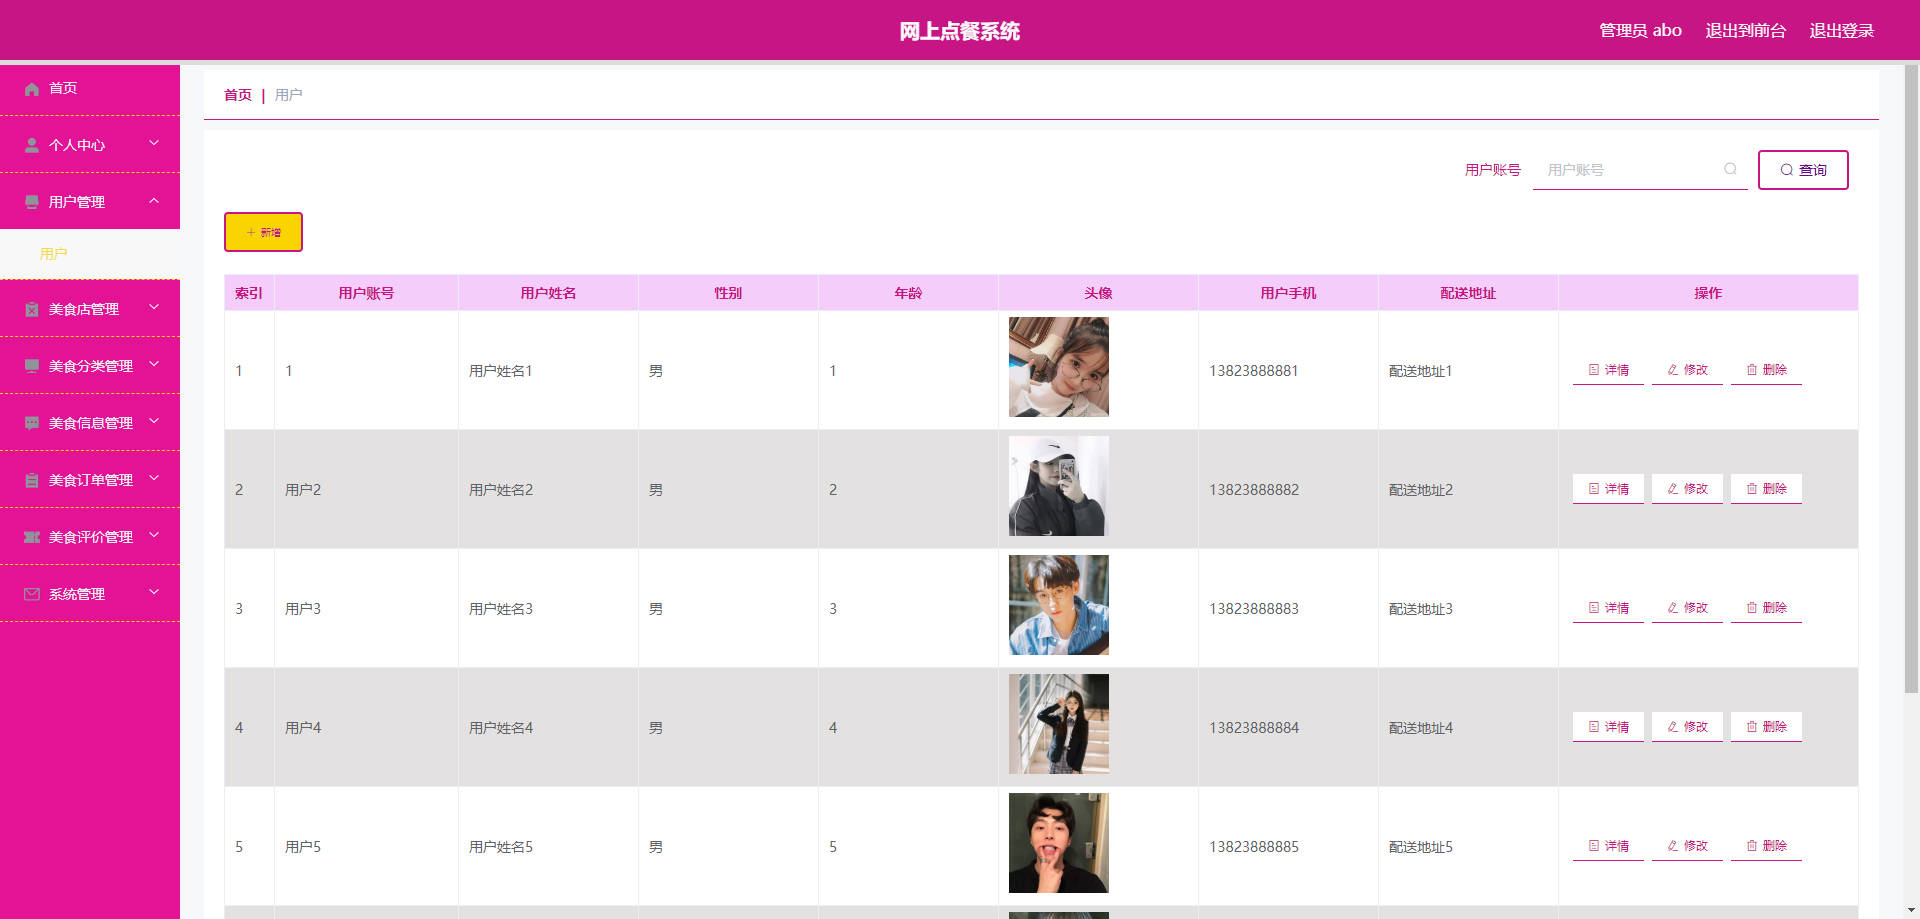 网上点餐系统
管理员 abo 退出到前台 退出登录
首页
个人中心
用户管理
用户
美食店管理
美食分类管理
美食信息管理
美食订单管理
美食评价管理
系统管理
首页 | 用户
用户账号 用户账号 查询
+ 新增
索引 用户账号 用户姓名 性别 年龄 头像 用户手机 配送地址 操作
1 1 用户姓名1 男 1 13823888881 配送地址1 详情 修改 删除
2 用户2 用户姓名2 男 2 13823888882 配送地址2 详情 修改 删除
3 用户3 用户姓名3 男 3 13823888883 配送地址3 详情 修改 删除
4 用户4 用户姓名4 男 4 13823888884 配送地址4 详情 修改 删除
5 用户5 用户姓名5 男 5 13823888885 配送地址5 详情 修改 删除